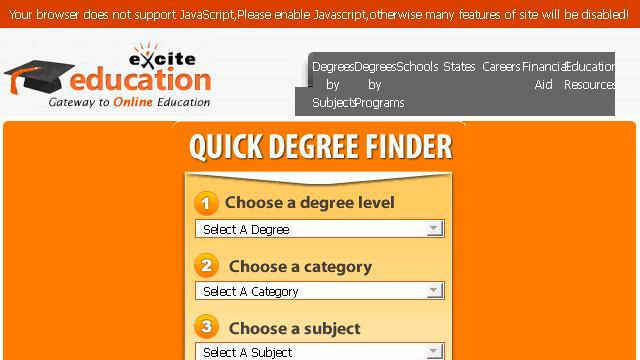 Your browser does not support JavaScript,Please enable Javascript,otherwise many features of site will be disabled!
excite
education
Gateway to Online Education
Degrees by Subjects
Degrees by Programs
Schools
States
Careers
Financial Aid
Education Resources
QUICK DEGREE FINDER
1 Choose a degree level
Select A Degree
2 Choose a category
Select A Category
3 Choose a subject
Select A Subject